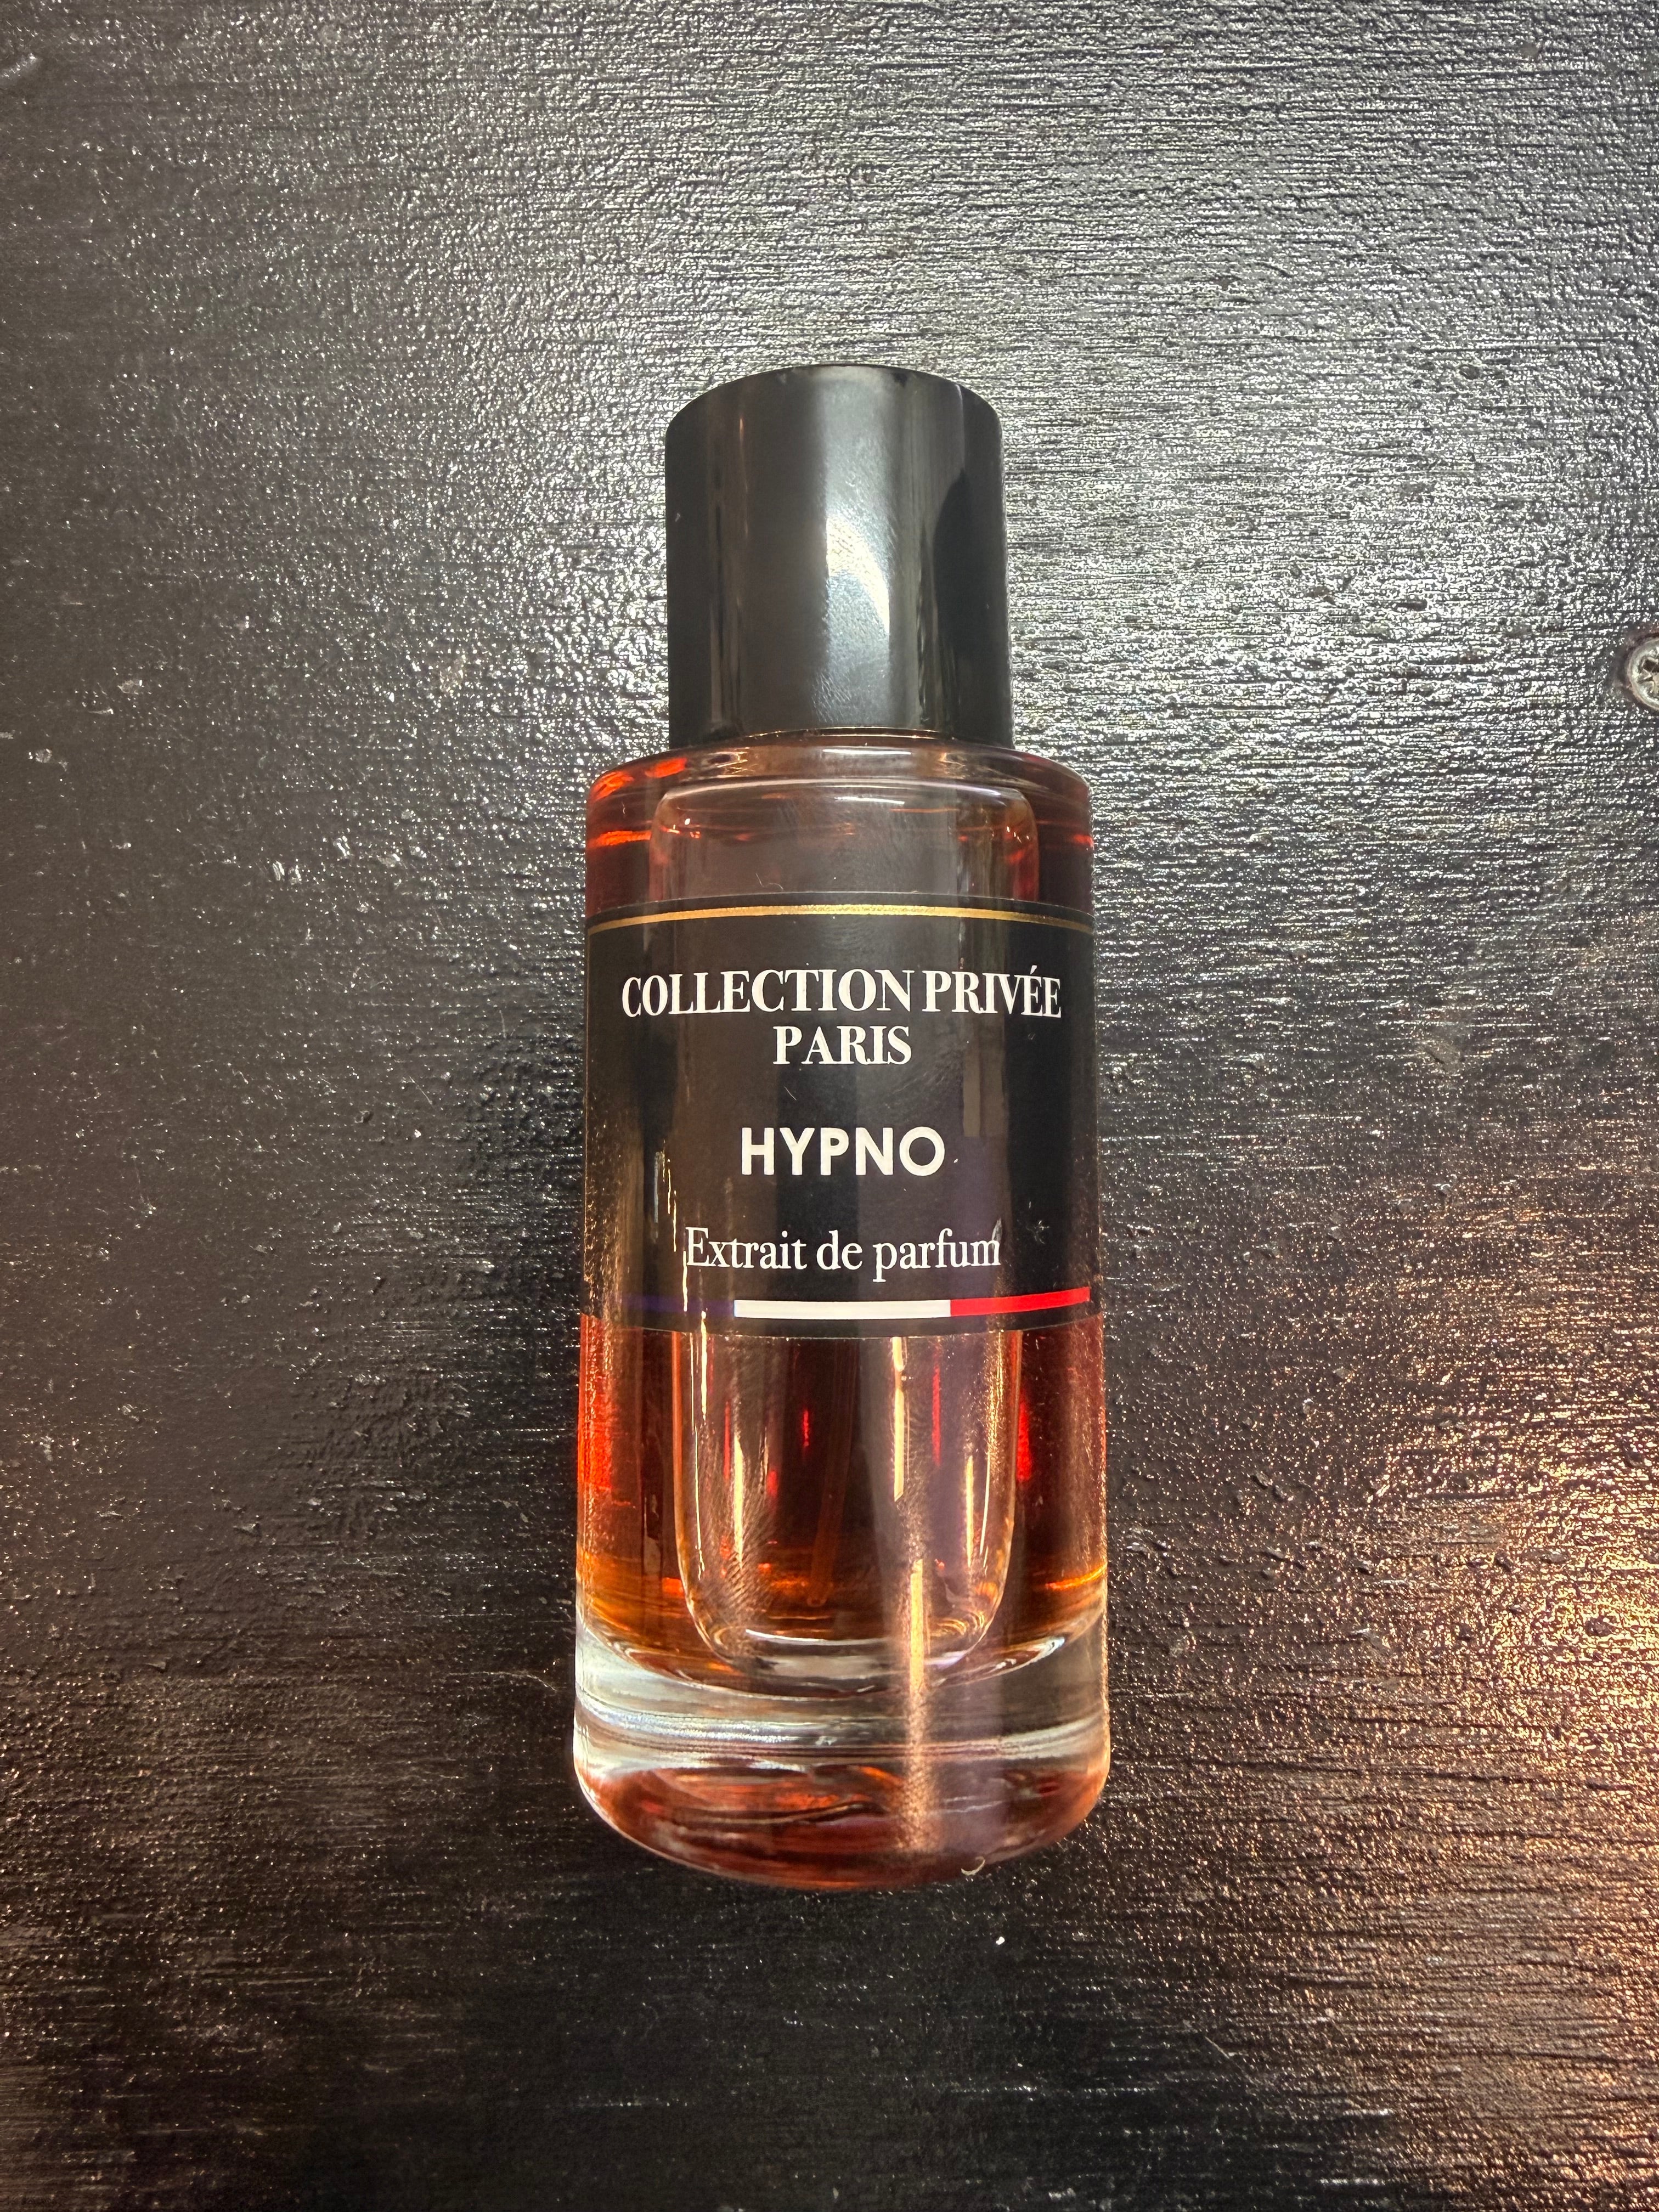 COLLECTION PRIVÉE
PARIS
HYPNO
Extrait de parfum